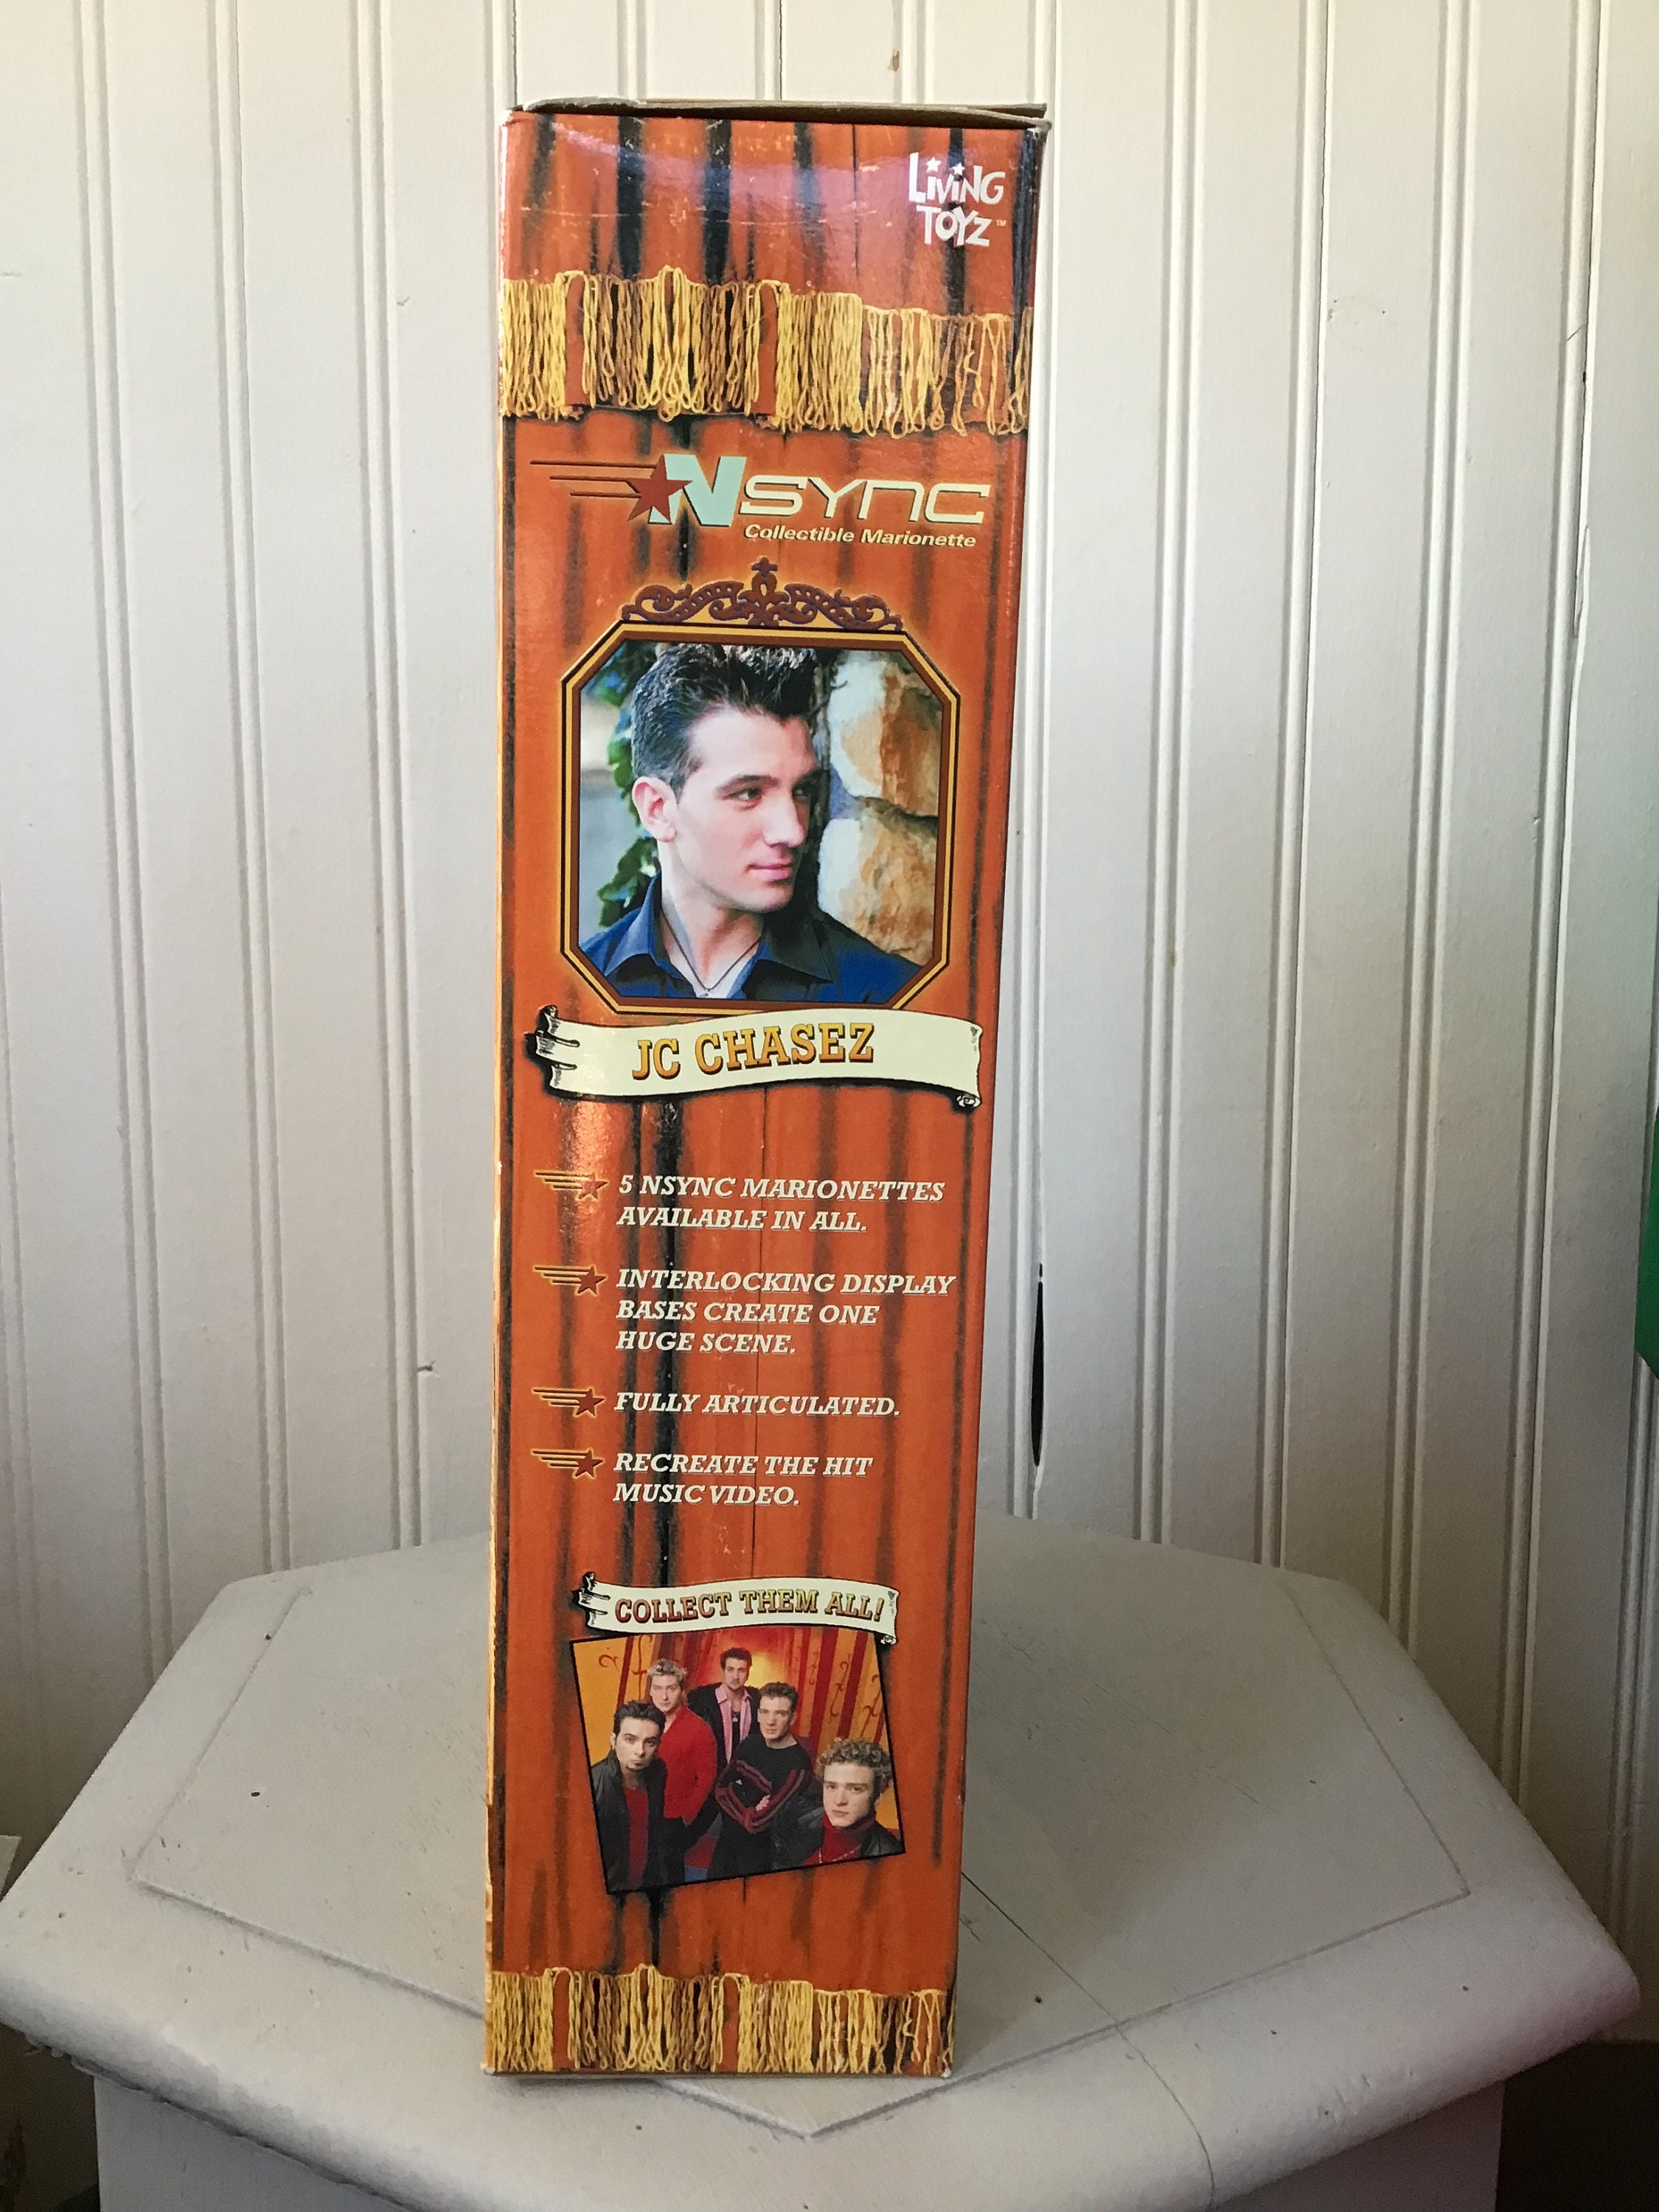 LiViNG
TOYZ™
NSYNC
Collectible Marionette
JC CHASEZ
5 NSYNC MARIONETTES
AVAILABLE IN ALL.
INTERLOCKING DISPLAY
BASES CREATE ONE
HUGE SCENE.
FULLY ARTICULATED.
RECREATE THE HIT
MUSIC VIDEO.
COLLECT THEM ALL!